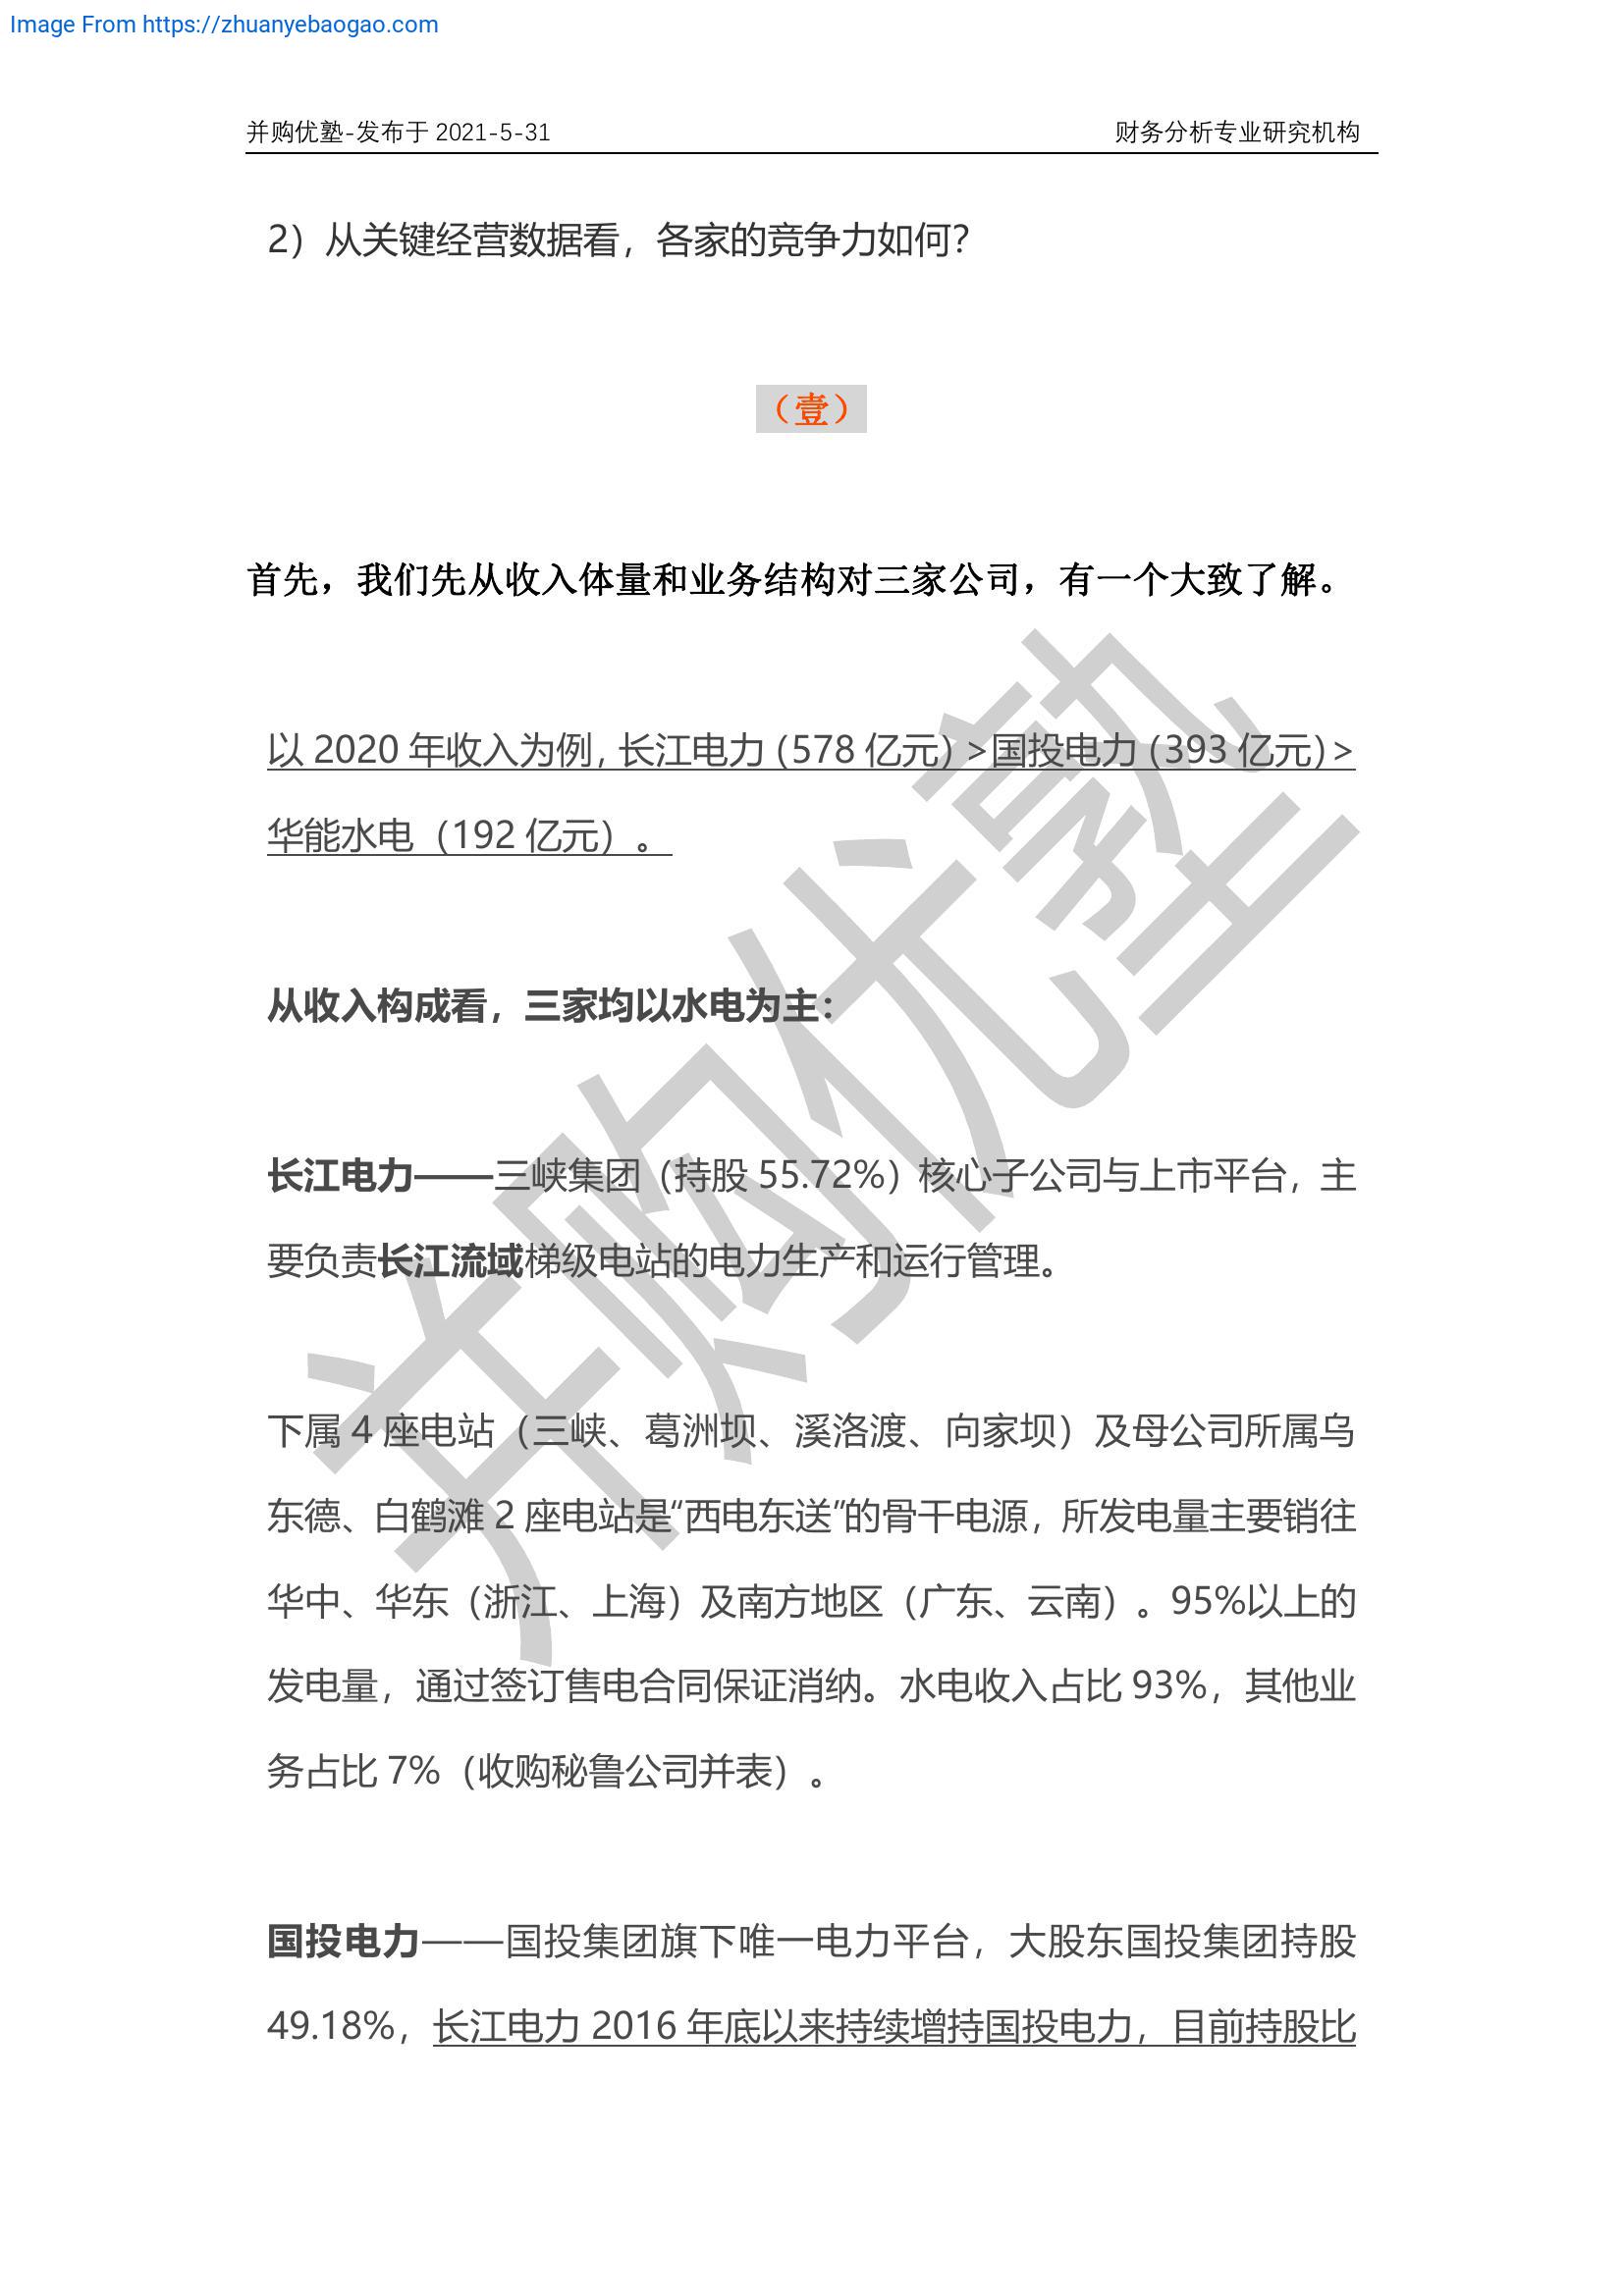 Image From https://zhuanyebaogao.com
并购优塾-发布于 2021-5-31 财务分析专业研究机构
2）从关键经营数据看，各家的竞争力如何？
（壹）
首先，我们先从收入体量和业务结构对三家公司，有一个大致了解。
以 2020 年收入为例，长江电力（578 亿元）>国投电力（393 亿元）>
华能水电（192 亿元）。
从收入构成看，三家均以水电为主：
长江电力——三峡集团（持股 55.72%）核心子公司与上市平台，主
要负责长江流域梯级电站的电力生产和运行管理。
下属 4 座电站（三峡、葛洲坝、溪洛渡、向家坝）及母公司所属乌
东德、白鹤滩 2 座电站是“西电东送”的骨干电源，所发电量主要销往
华中、华东（浙江、上海）及南方地区（广东、云南）。95%以上的
发电量，通过签订售电合同保证消纳。水电收入占比 93%，其他业
务占比 7%（收购秘鲁公司并表）。
国投电力——国投集团旗下唯一电力平台，大股东国投集团持股
49.18%，长江电力 2016 年底以来持续增持国投电力，目前持股比
并购优塾